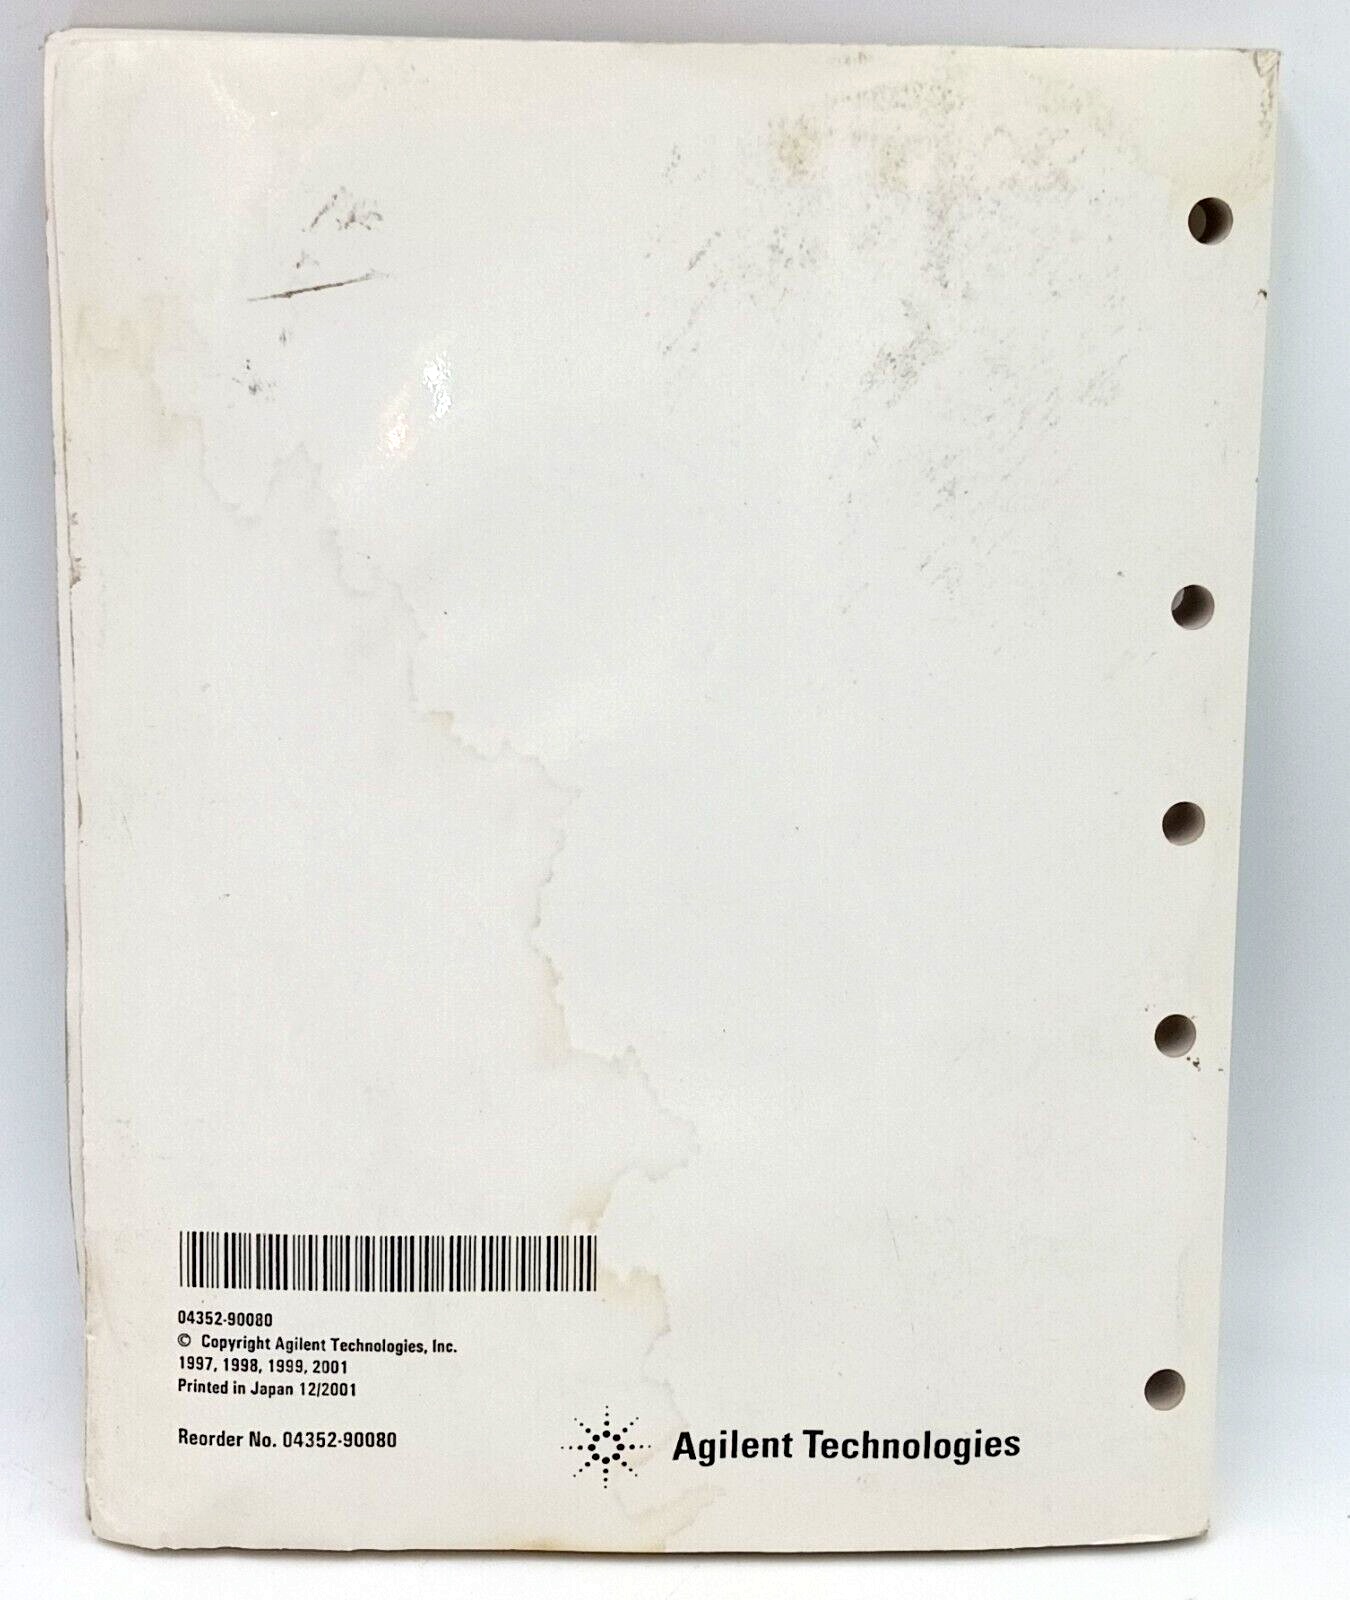 04352-90080
© Copyright Agilent Technologies, Inc.
1997, 1998, 1999, 2001
Printed in Japan 12/2001
Reorder No. 04352-90080
Agilent Technologies